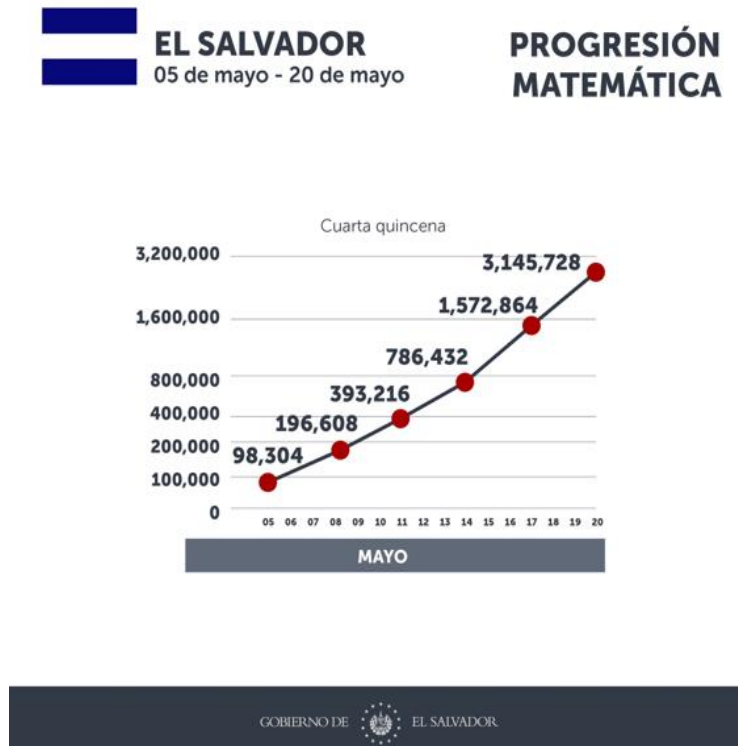 EL SALVADOR
05 de mayo - 20 de mayo
PROGRESIÓN
MATEMÁTICA
Cuarta quincena
3,200,000
1,600,000
800,000
400,000
200,000
100,000
0
98,304
196,608
393,216
786,432
1,572,864
3,145,728
05 06 07 08 09 10 11 12 13 14 15 16 17 18 19 20
MAYO
GOBIERNO DE EL SALVADOR